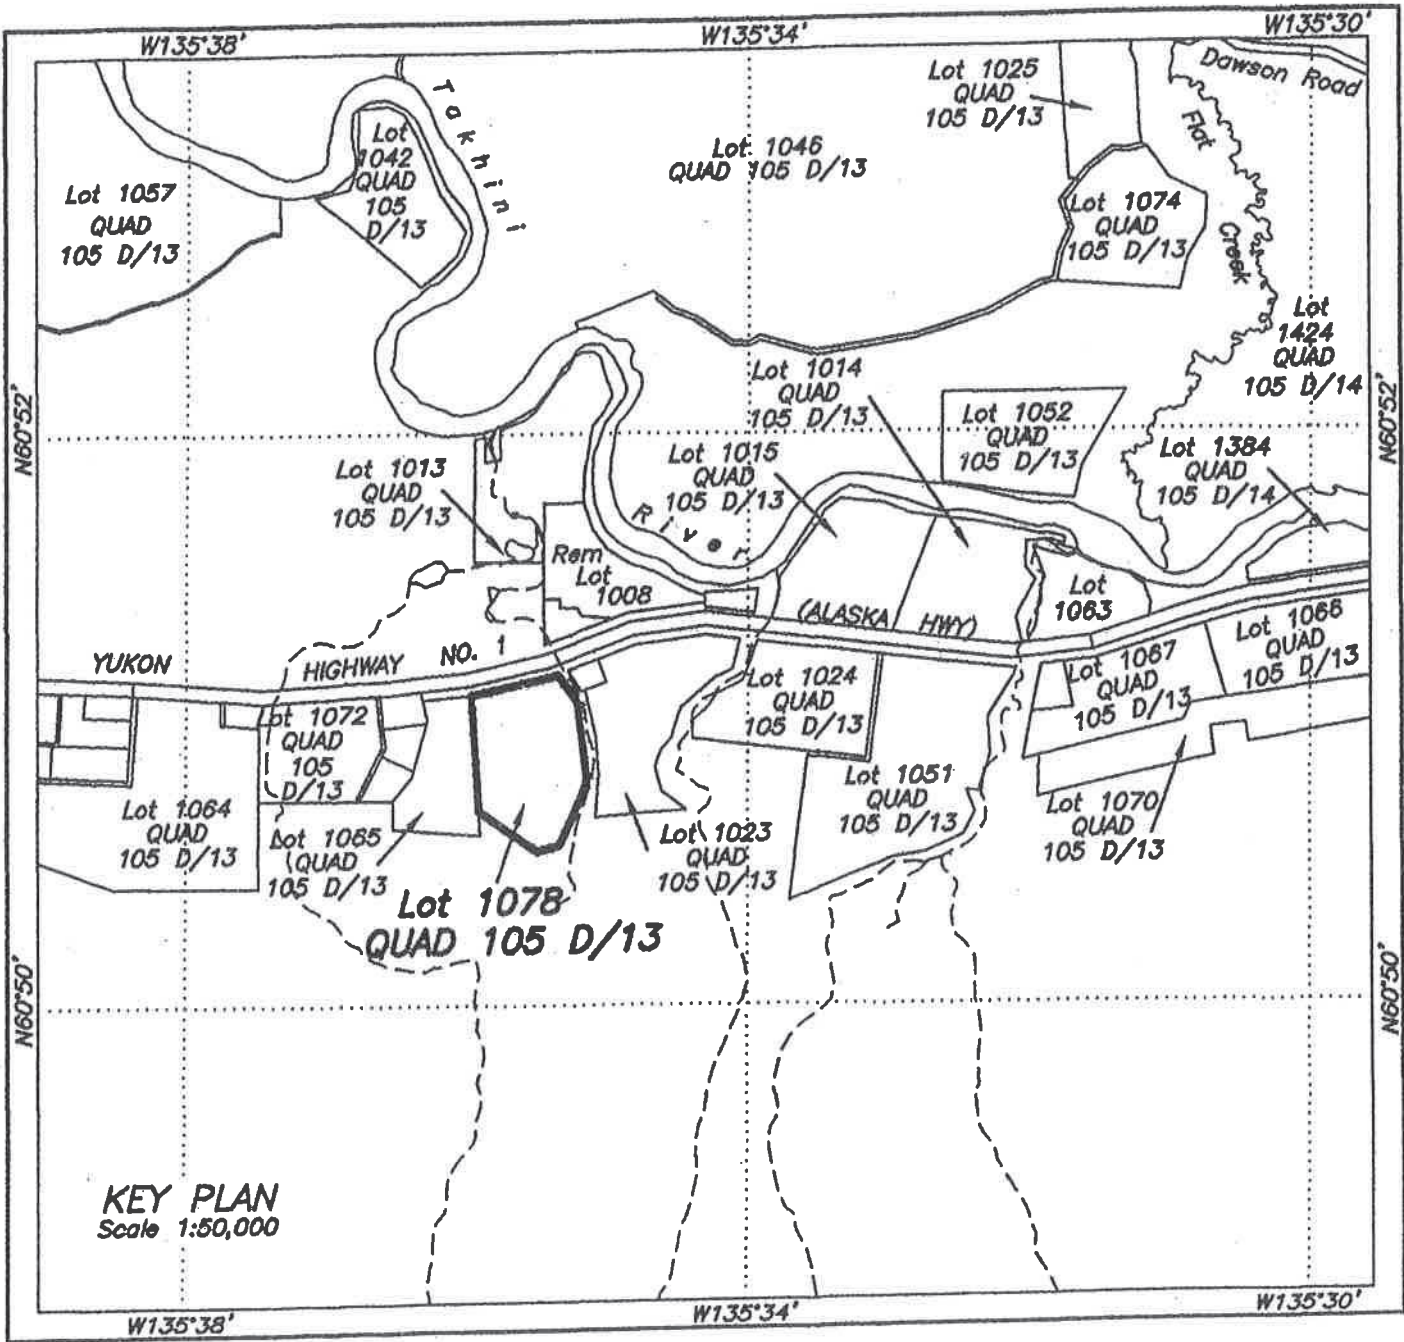 W135°38'
W135°34'
W135°30'
Dawson Road
Takhini
Lot 1025
QUAD
105 D/13
Flat
Creek
Lot
1042
QUAD
105
D/13
Lot 1046
QUAD 105 D/13
Lot 1057
QUAD
105 D/13
Lot 1074
QUAD
105 D/13
Lot
1424
QUAD
105 D/14
N60°52'
N60°52'
Lot 1014
QUAD
105 D/13
Lot 1052
QUAD
105 D/13
Lot 1015
QUAD
105 D/13
Lot 1384
QUAD
105 D/14
Lot 1013
QUAD
105 D/13
River
Rem
Lot
1008
Lot
1063
(ALASKA HWY)
YUKON HIGHWAY NO. 1
Lot 1066
QUAD
105 D/13
Lot 1067
QUAD
105 D/13
Lot 1024
QUAD
105 D/13
Lot 1072
QUAD
105
D/13
Lot 1051
QUAD
105 D/13
Lot 1064
QUAD
105 D/13
Lot 1065
QUAD
105 D/13
Lot 1023
QUAD
105 D/13
Lot 1070
QUAD
105 D/13
Lot 1078
QUAD 105 D/13
N60°50'
N60°50'
KEY PLAN
Scale 1:50,000
W135°38'
W135°34'
W135°30'